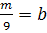 m/9 = b